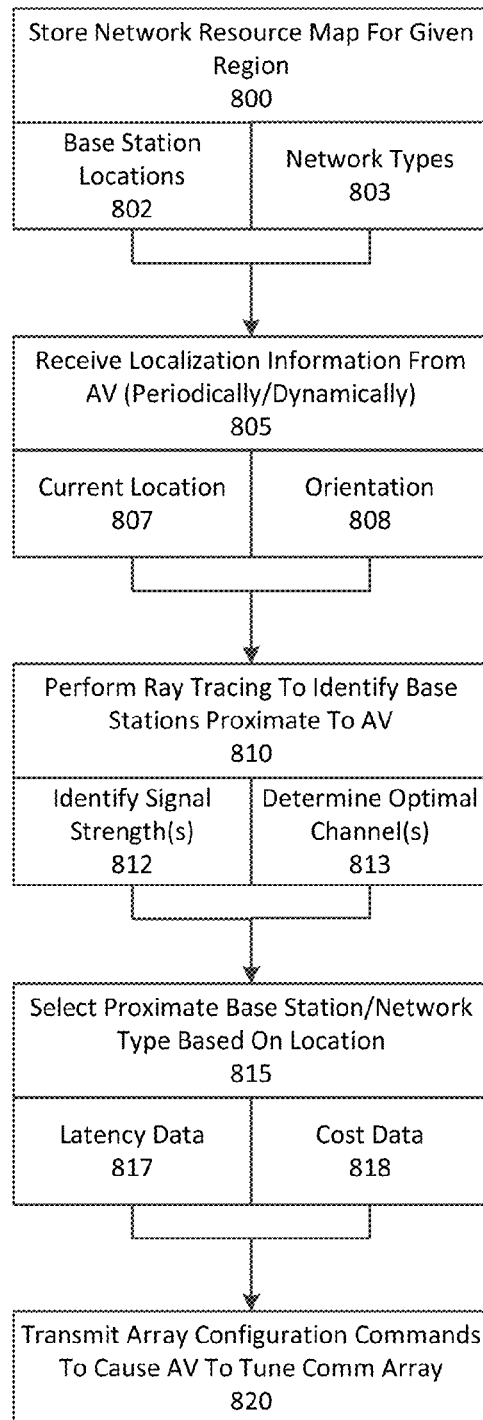 Store Network Resource Map For Given
Region
800
Base Station
Locations
802
Network Types
803
Receive Localization Information From
AV (Periodically/Dynamically)
805
Current Location
807
Orientation
808
Perform Ray Tracing To Identify Base
Stations Proximate To AV
810
Identify Signal
Strength(s)
812
Determine Optimal
Channel(s)
813
Select Proximate Base Station/Network
Type Based On Location
815
Latency Data
817
Cost Data
818
Transmit Array Configuration Commands
To Cause AV To Tune Comm Array
820